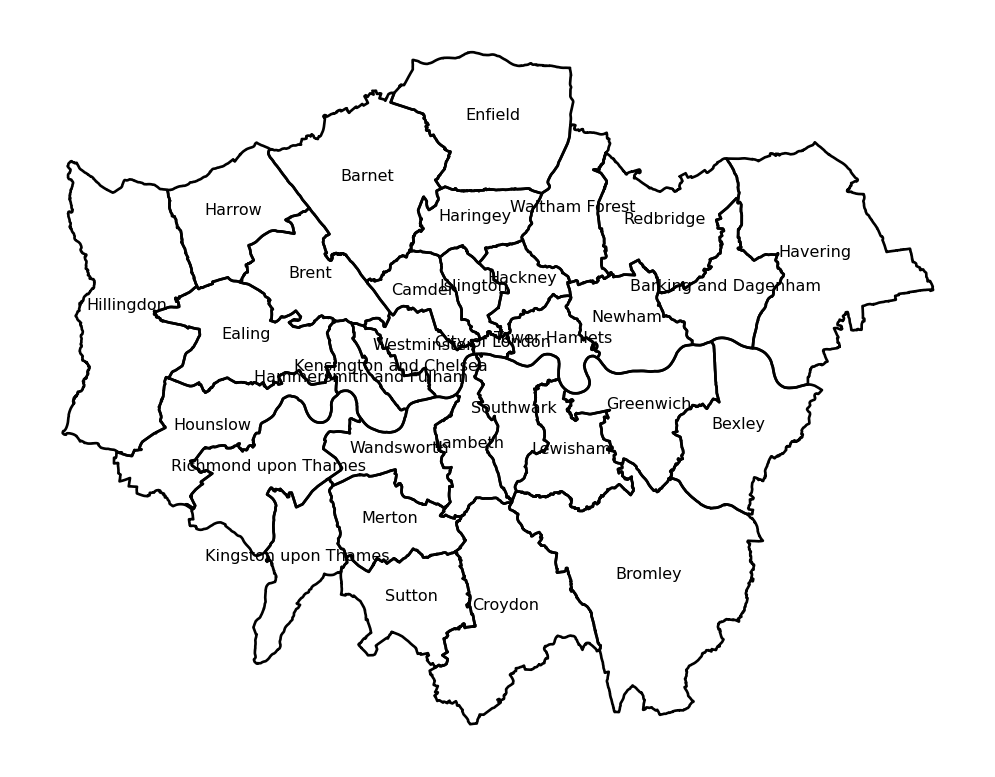 Enfield
Barnet
Waltham Forest
Harrow
Haringey
Redbridge
Havering
Brent
Hackney
Islington
Camden
Barking and Dagenham
Hillingdon
Newham
Ealing
Tower Hamlets
City of London
Westminster
Kensington and Chelsea
Hammersmith and Fulham
Greenwich
Southwark
Bexley
Hounslow
Lambeth
Wandsworth
Lewisham
Richmond upon Thames
Merton
Kingston upon Thames
Bromley
Sutton
Croydon